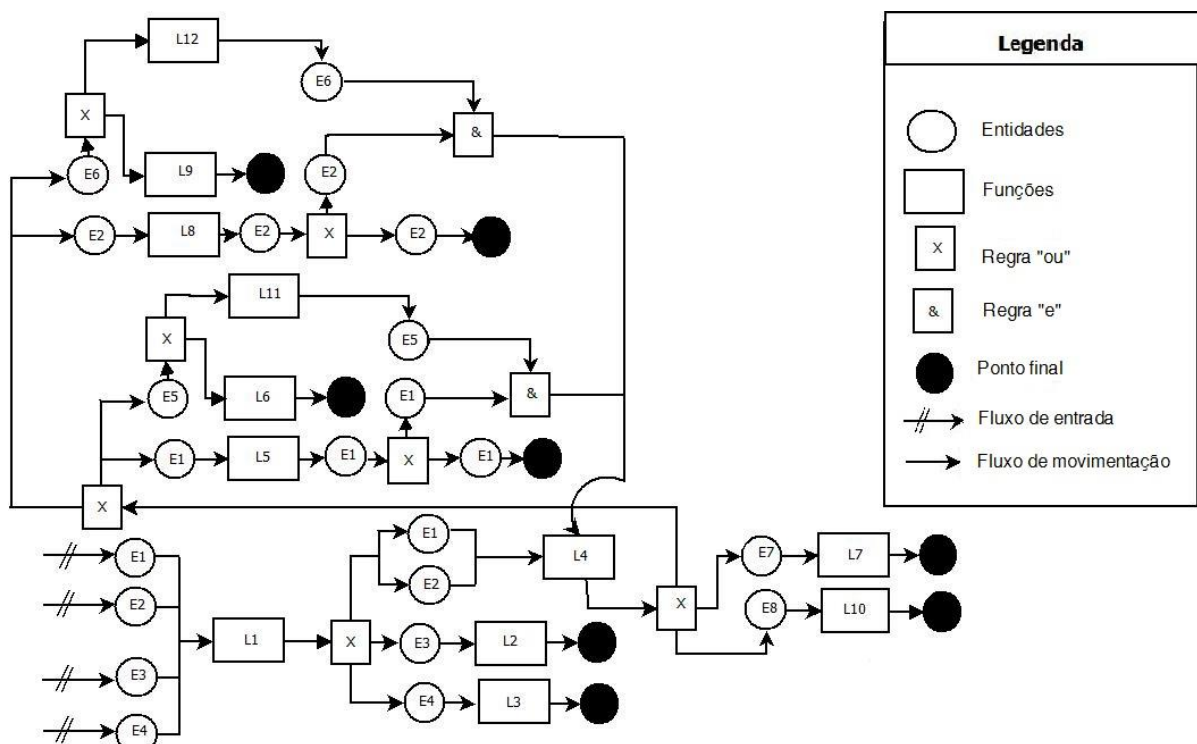 L12
E6
X
&
L9
E2
E6
L8
E2
E2
X
E2
L11
X
E5
E5
L6
E1
&
E1
L5
E1
X
E1
X
E1
E1
L4
E7
L7
E2
E2
X
E8
L10
L1
X
E3
L2
E3
E4
L3
E4
Legenda
Entidades
Funções
X
Regra "ou"
&
Regra "e"
Ponto final
Fluxo de entrada
Fluxo de movimentação